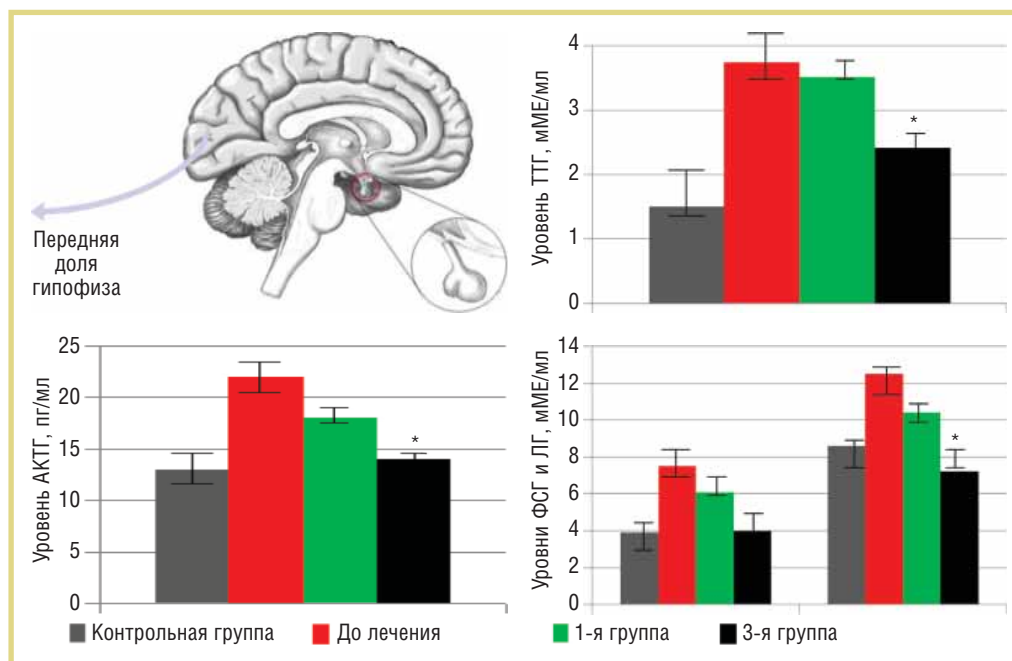 Передняя
доля
гипофиза
Уровень ТТГ, мМЕ/мл
4
3
2
1
0
*
Уровень АКТГ, пг/мл
25
20
15
10
5
0
*
Уровни ФСГ и ЛГ, мМЕ/мл
14
12
10
8
6
4
2
0
*
Контрольная группа
До лечения
1-я группа
3-я группа